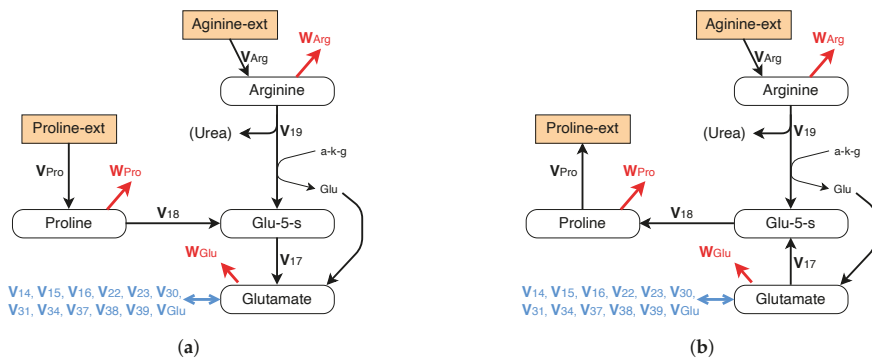 Aginine-ext
WArg
VArg
Arginine
(Urea)
V19
Proline-ext
a-k-g
VPro
WPro
Glu
Proline
V18
Glu-5-s
WGlu
V17
V14, V15, V16, V22, V23, V30,
V31, V34, V37, V38, V39, VGlu
Glutamate
(a)
Aginine-ext
WArg
VArg
Arginine
(Urea)
V19
Proline-ext
a-k-g
VPro
WPro
Glu
Proline
V18
Glu-5-s
WGlu
V17
V14, V15, V16, V22, V23, V30,
V31, V34, V37, V38, V39, VGlu
Glutamate
(b)